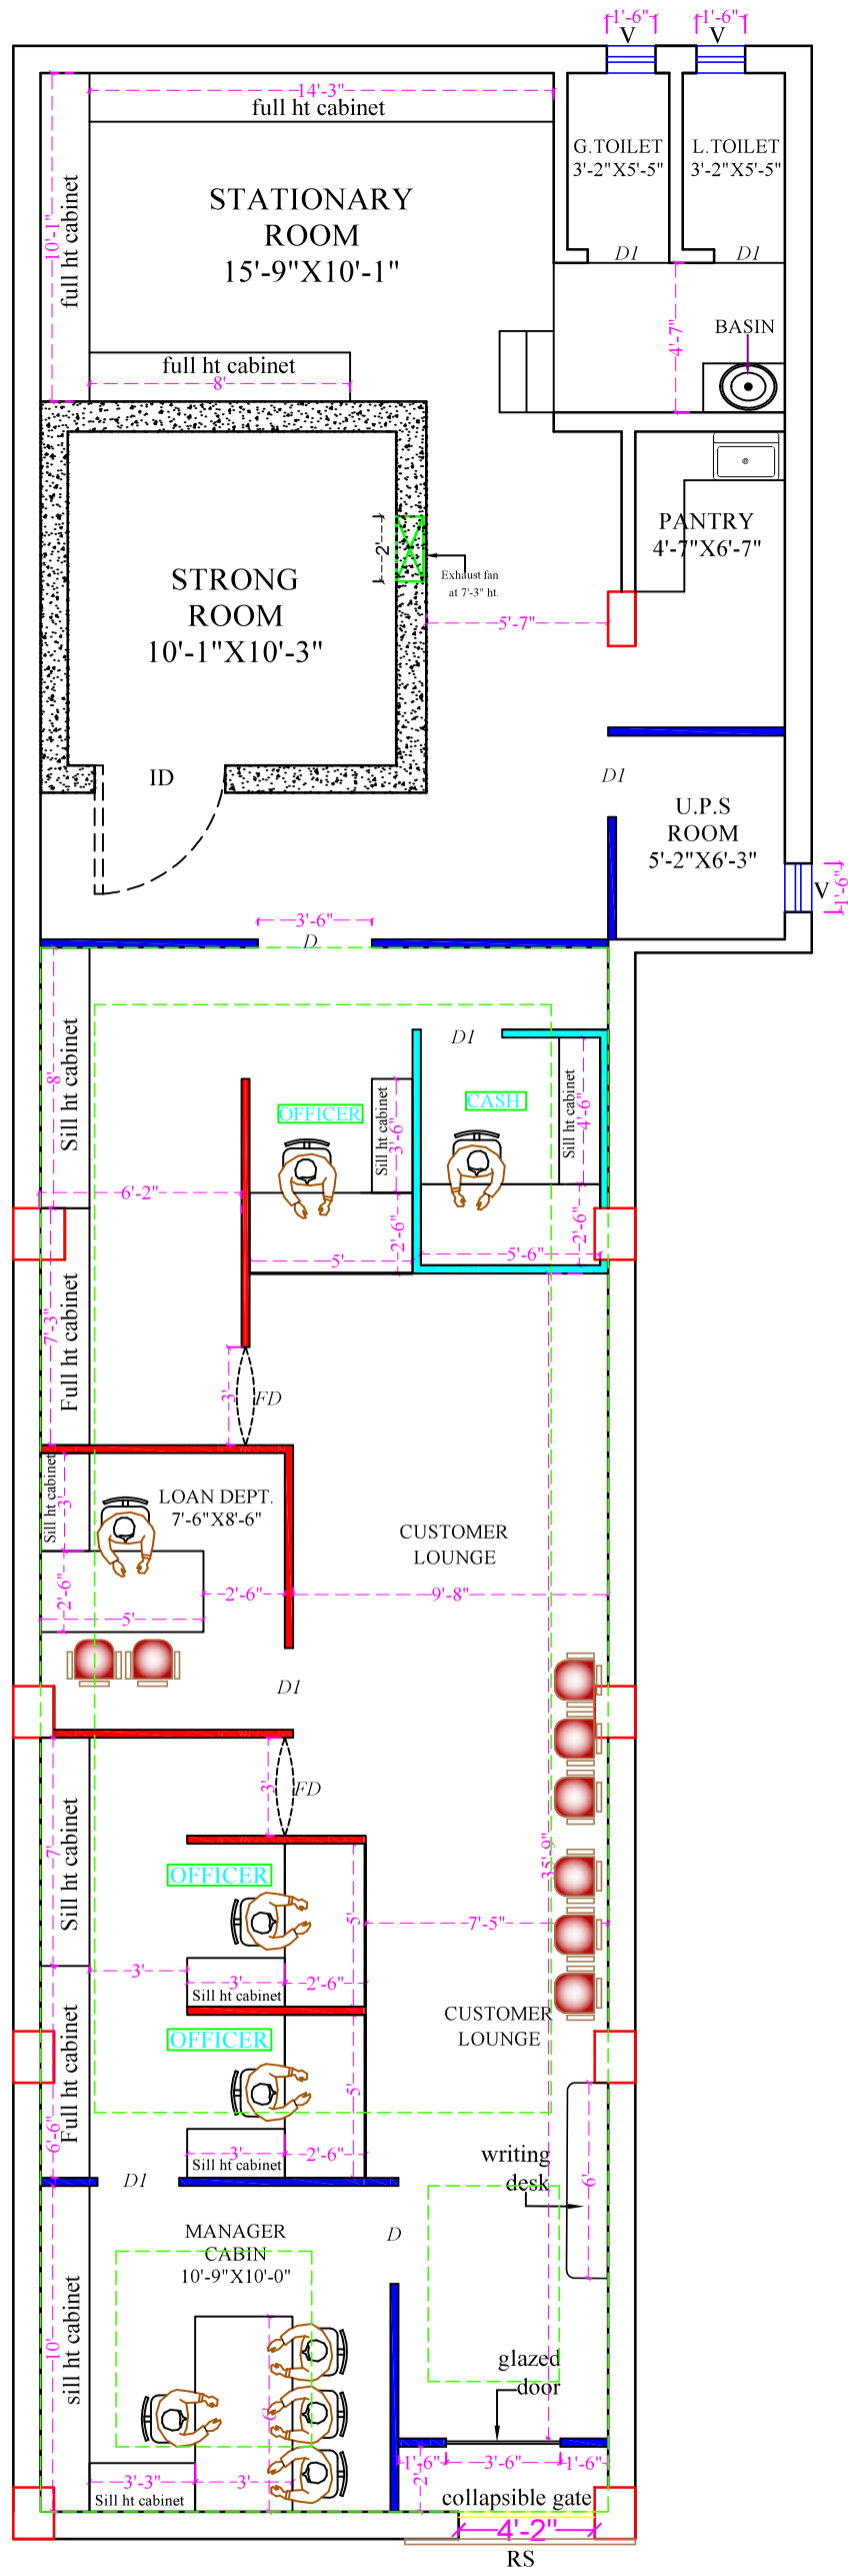 1'-6"
1'-6"
V
V
14'-3"
full ht cabinet
10'-1"
full ht cabinet
STATIONARY
ROOM
15'-9"X10'-1"
G.TOILET
3'-2"X5'-5"
L.TOILET
3'-2"X5'-5"
D1
D1
4'-7"
BASIN
full ht cabinet
8'
STRONG
ROOM
10'-1"X10'-3"
2'
Exhaust fan
at 7'-3" ht.
PANTRY
4'-7"X6'-7"
5'-7"
ID
D1
U.P.S
ROOM
5'-2"X6'-3"
V
1'-6"
3'-6"
D
8'
Sill ht cabinet
D1
OFFICER
CASH
Sill ht cabinet
3'-6"
Sill ht cabinet
4'-6"
6'-2"
2'-6"
2'-6"
5'
5'-6"
7'-3"
Full ht cabinet
3'
FD
Sill ht cabinet
3'
LOAN DEPT.
7'-6"X8'-6"
CUSTOMER
LOUNGE
2'-6"
5'
2'-6"
9'-8"
D1
3'
FD
7'
Sill ht cabinet
OFFICER
35'-9"
5'
7'-5"
3'
3'
2'-6"
Sill ht cabinet
CUSTOMER
LOUNGE
OFFICER
6'-6"
Full ht cabinet
5'
3'
2'-6"
Sill ht cabinet
writing
desk
6'
D1
D
MANAGER
CABIN
10'-9"X10'-0"
10'
sill ht cabinet
6'
glazed
door
3'-3"
3'
Sill ht cabinet
1'-6"
3'-6"
1'-6"
2'
collapsible gate
4'-2"
RS